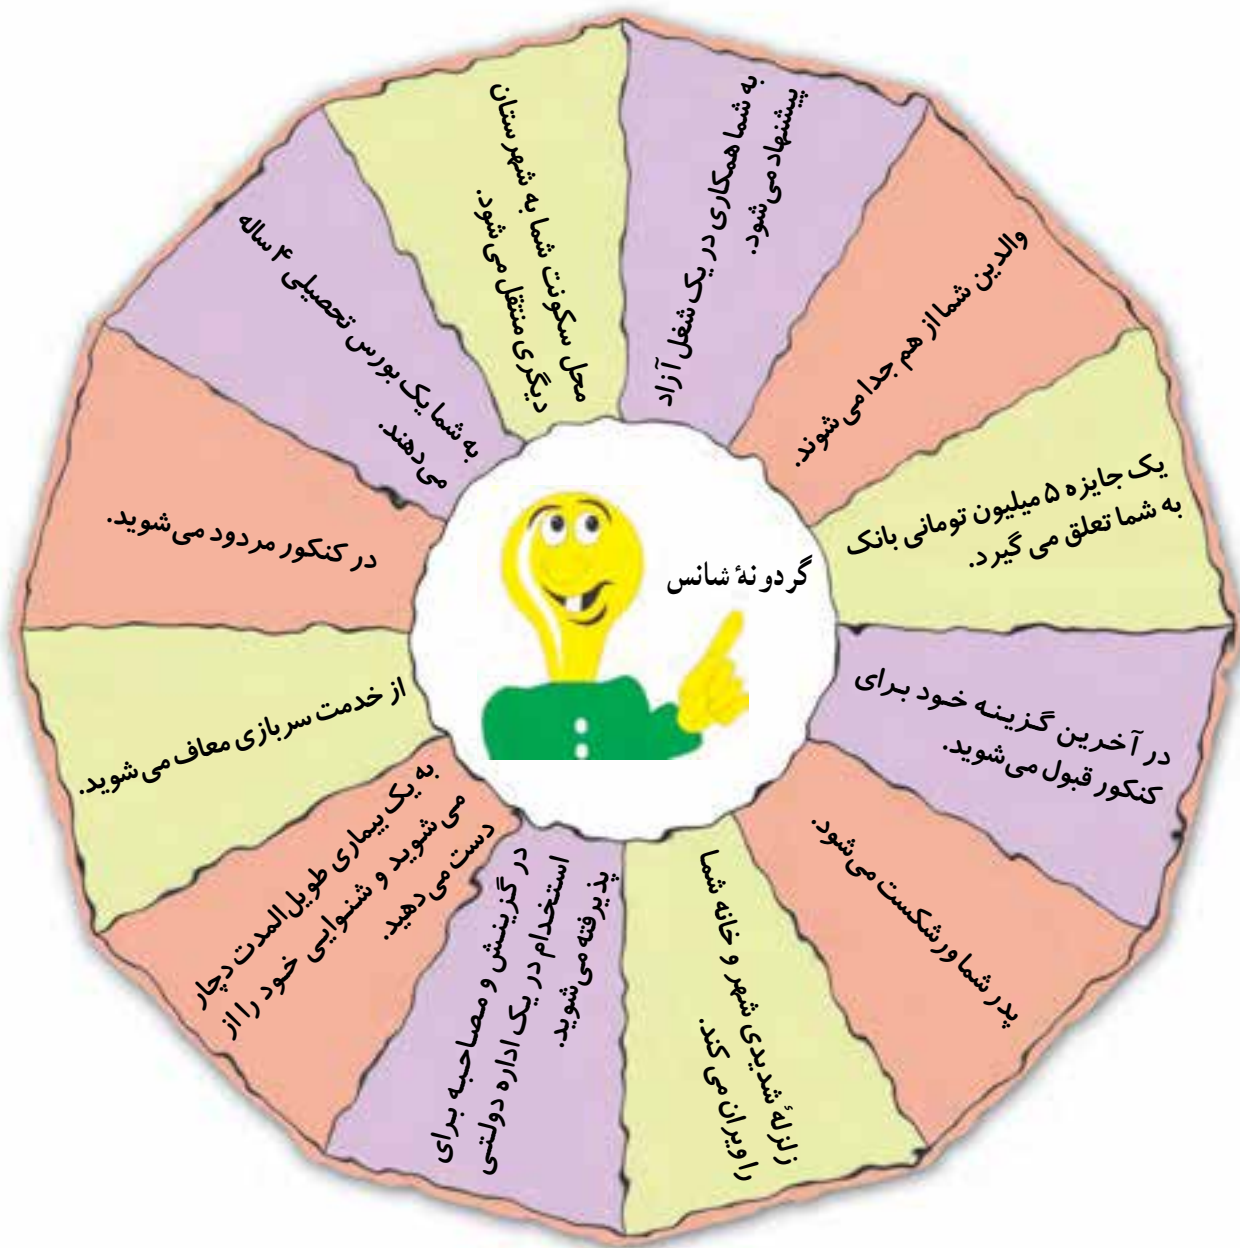 گردونهٔ شانس
به شما همکاری در یک شغل آزاد
پیشنهاد می‌شود.
والدین شما از هم جدا می‌شوند.
یک جایزه ۵ میلیون تومانی بانک
به شما تعلق می گیرد.
در آخرین گزینه خود برای
کنکور قبول می‌شوید.
پدر شما ورشکست می‌شود.
زلزلهٔ شدیدی شهر و خانه شما
را ویران می کند.
در گزینش و مصاحبه برای
استخدام در یک اداره دولتی
پذیرفته می‌شوید.
به یک بیماری طویل‌المدت دچار
می شوید و شنوایی خود را از
دست می دهید.
از خدمت سربازی معاف می‌شوید.
در کنکور مردود می‌شوید.
به شما یک بورس تحصیلی ۴ ساله
می‌دهند.
محل سکونت شما به شهرستان
دیگری منتقل می‌شود.